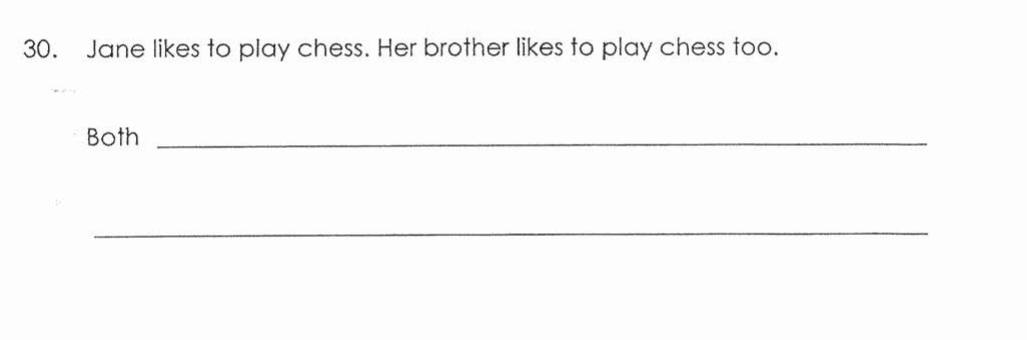 30. Jane likes to play chess. Her brother likes to play chess too.
Both